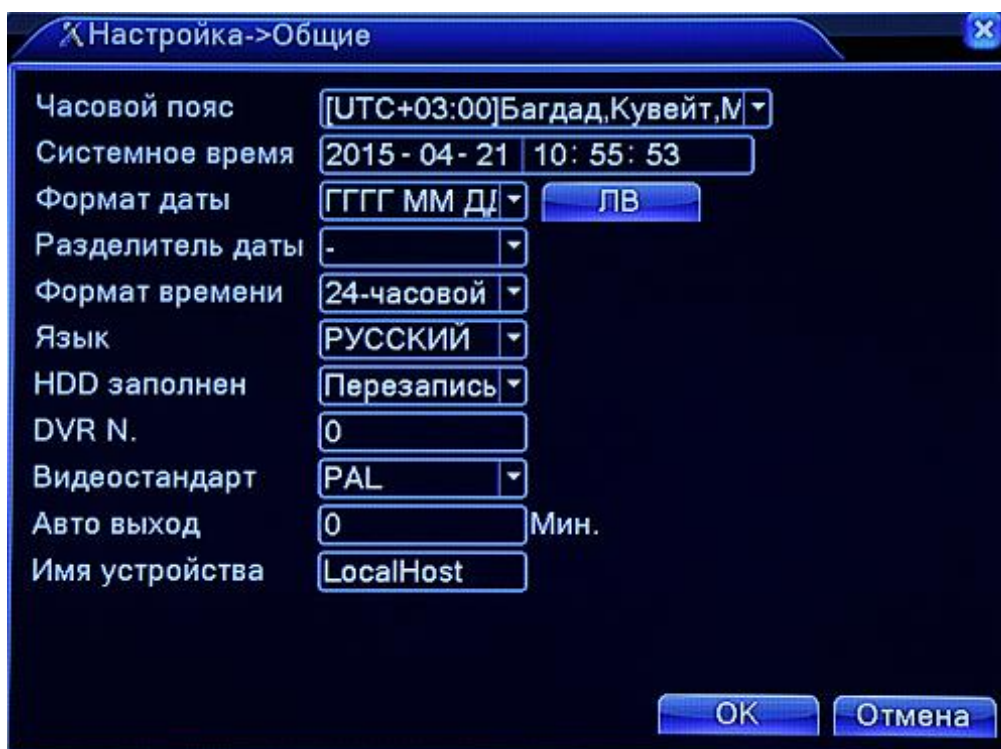 Настройка->Общие
Часовой пояс [UTC+03:00]Багдад,Кувейт,М
Системное время 2015-04-21 10:55:53
Формат даты ГГГГ ММ ДД ЛВ
Разделитель даты -
Формат времени 24-часовой
Язык РУССКИЙ
HDD заполнен Перезапись
DVR N. 0
Видеостандарт PAL
Авто выход 0 Мин.
Имя устройства LocalHost
OK Отмена